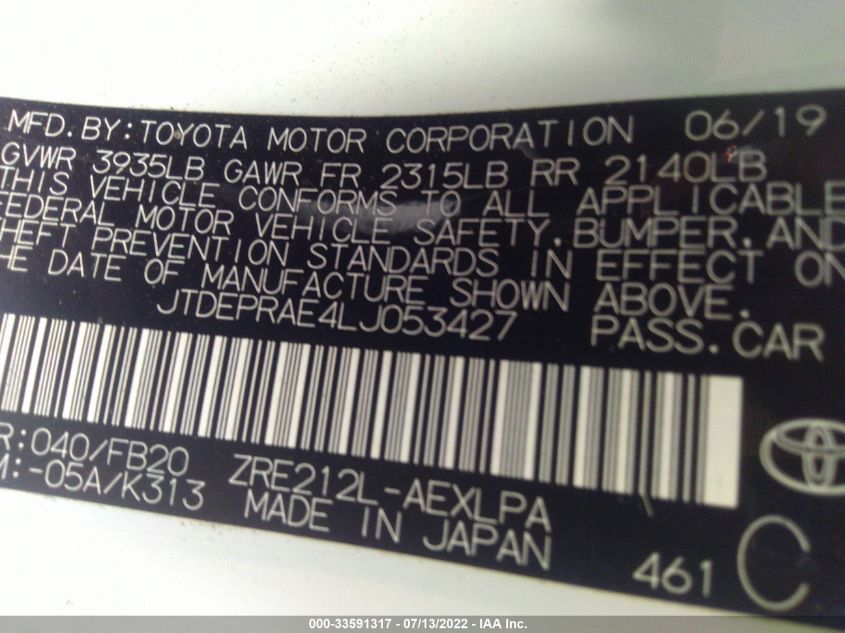 MFD. BY: TOYOTA MOTOR CORPORATION 06/19
GVWR 3935LB GAWR FR 2315LB RR 2140LB
THIS VEHICLE CONFORMS TO ALL APPLICABLE
FEDERAL MOTOR VEHICLE SAFETY, BUMPER, AND
THEFT PREVENTION STANDARDS IN EFFECT ON
THE DATE OF MANUFACTURE SHOWN ABOVE.
JTDEPRAE4LJ053427 PASS. CAR
R:040/FB20 ZRE212L-AEXLPA
M:-05A/K313 MADE IN JAPAN
461 C
000-33591317 - 07/13/2022 - IAA Inc.